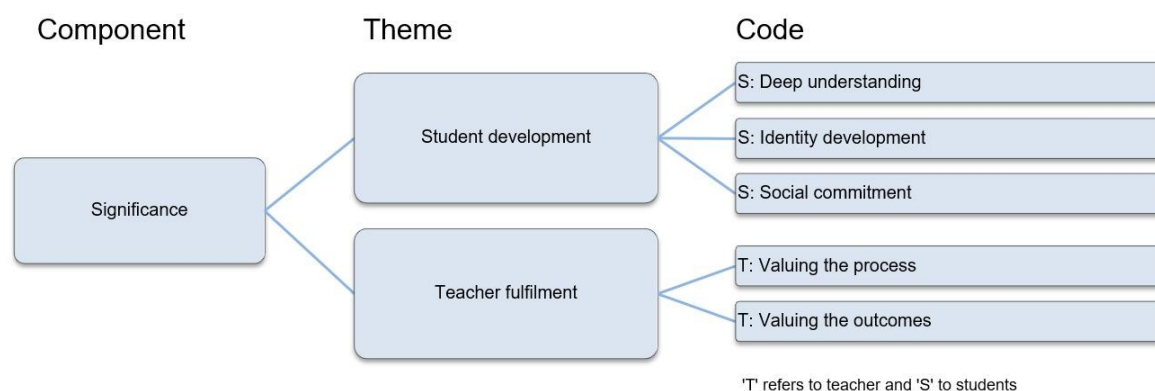 Component
Theme
Code
Significance
Student development
S: Deep understanding
S: Identity development
S: Social commitment
Teacher fulfilment
T: Valuing the process
T: Valuing the outcomes
'T' refers to teacher and 'S' to students